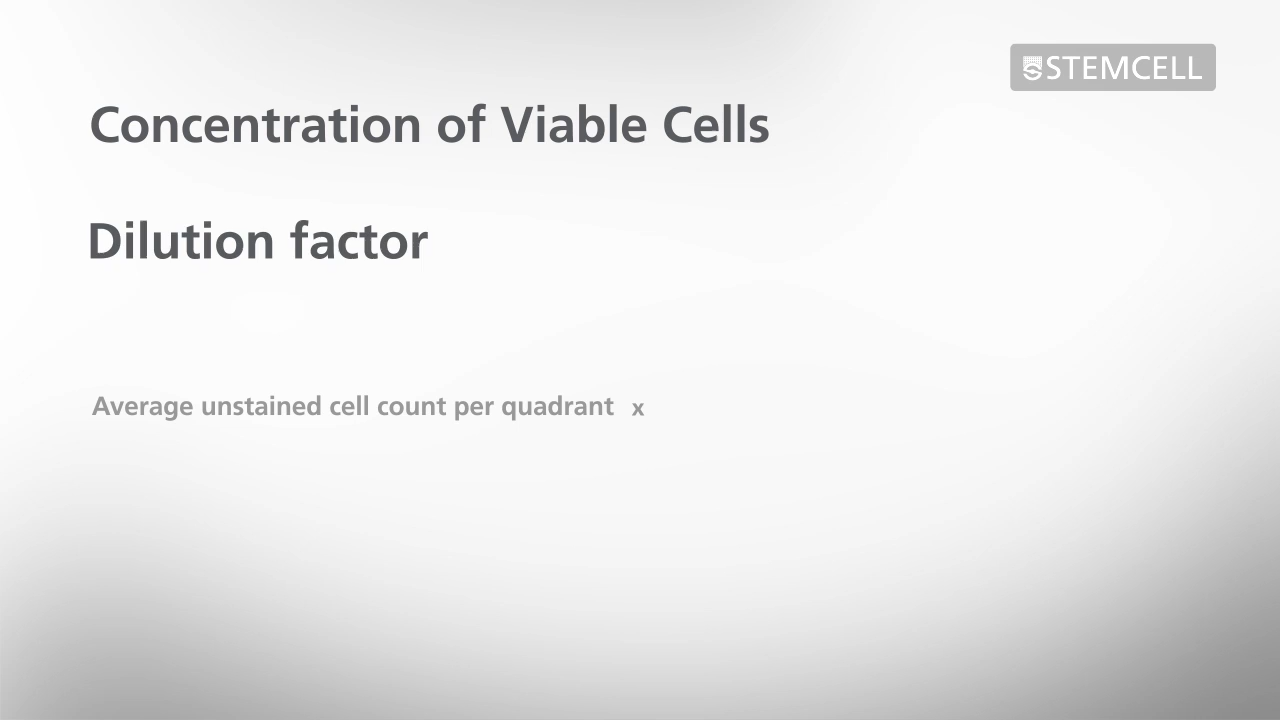 STEMCELL
Concentration of Viable Cells
Dilution factor
Average unstained cell count per quadrant x